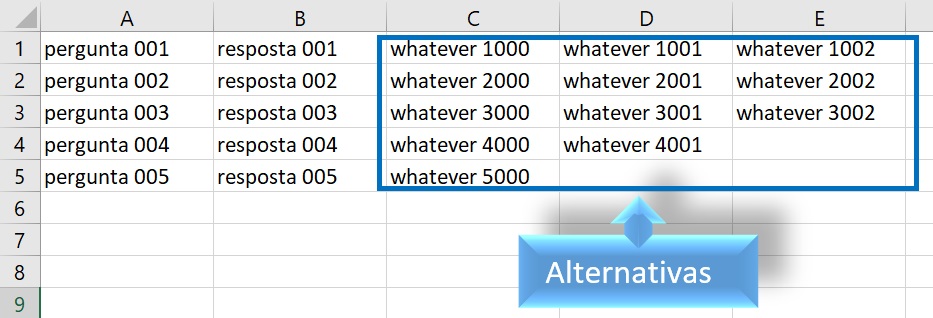 A B C D E
1 pergunta 001 resposta 001 whatever 1000 whatever 1001 whatever 1002
2 pergunta 002 resposta 002 whatever 2000 whatever 2001 whatever 2002
3 pergunta 003 resposta 003 whatever 3000 whatever 3001 whatever 3002
4 pergunta 004 resposta 004 whatever 4000 whatever 4001
5 pergunta 005 resposta 005 whatever 5000
6
7
8 Alternativas
9